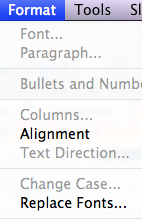 Format Tools Sl
Font...
Paragraph...
Bullets and Numbe
Columns...
Alignment
Text Direction...
Change Case...
Replace Fonts...